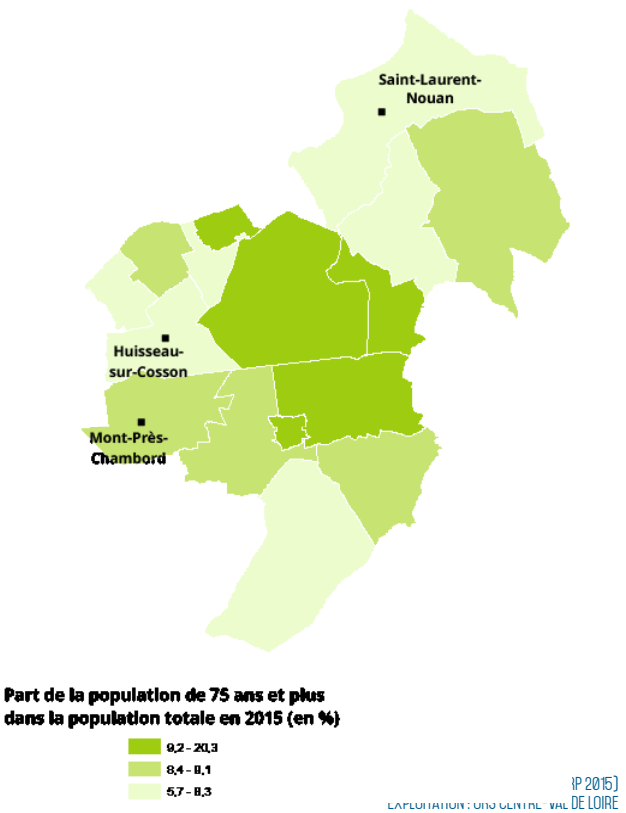 Saint-Laurent-
Nouan
Huisseau-
sur-Cosson
Mont-Près-
Chambord
Part de la population de 75 ans et plus
dans la population totale en 2015 (en %)
9,2 - 20,3
8,4 - 9,1
5,7 - 8,3
RP 2015)
EXPLOITATION : ORS CENTRE-VAL DE LOIRE